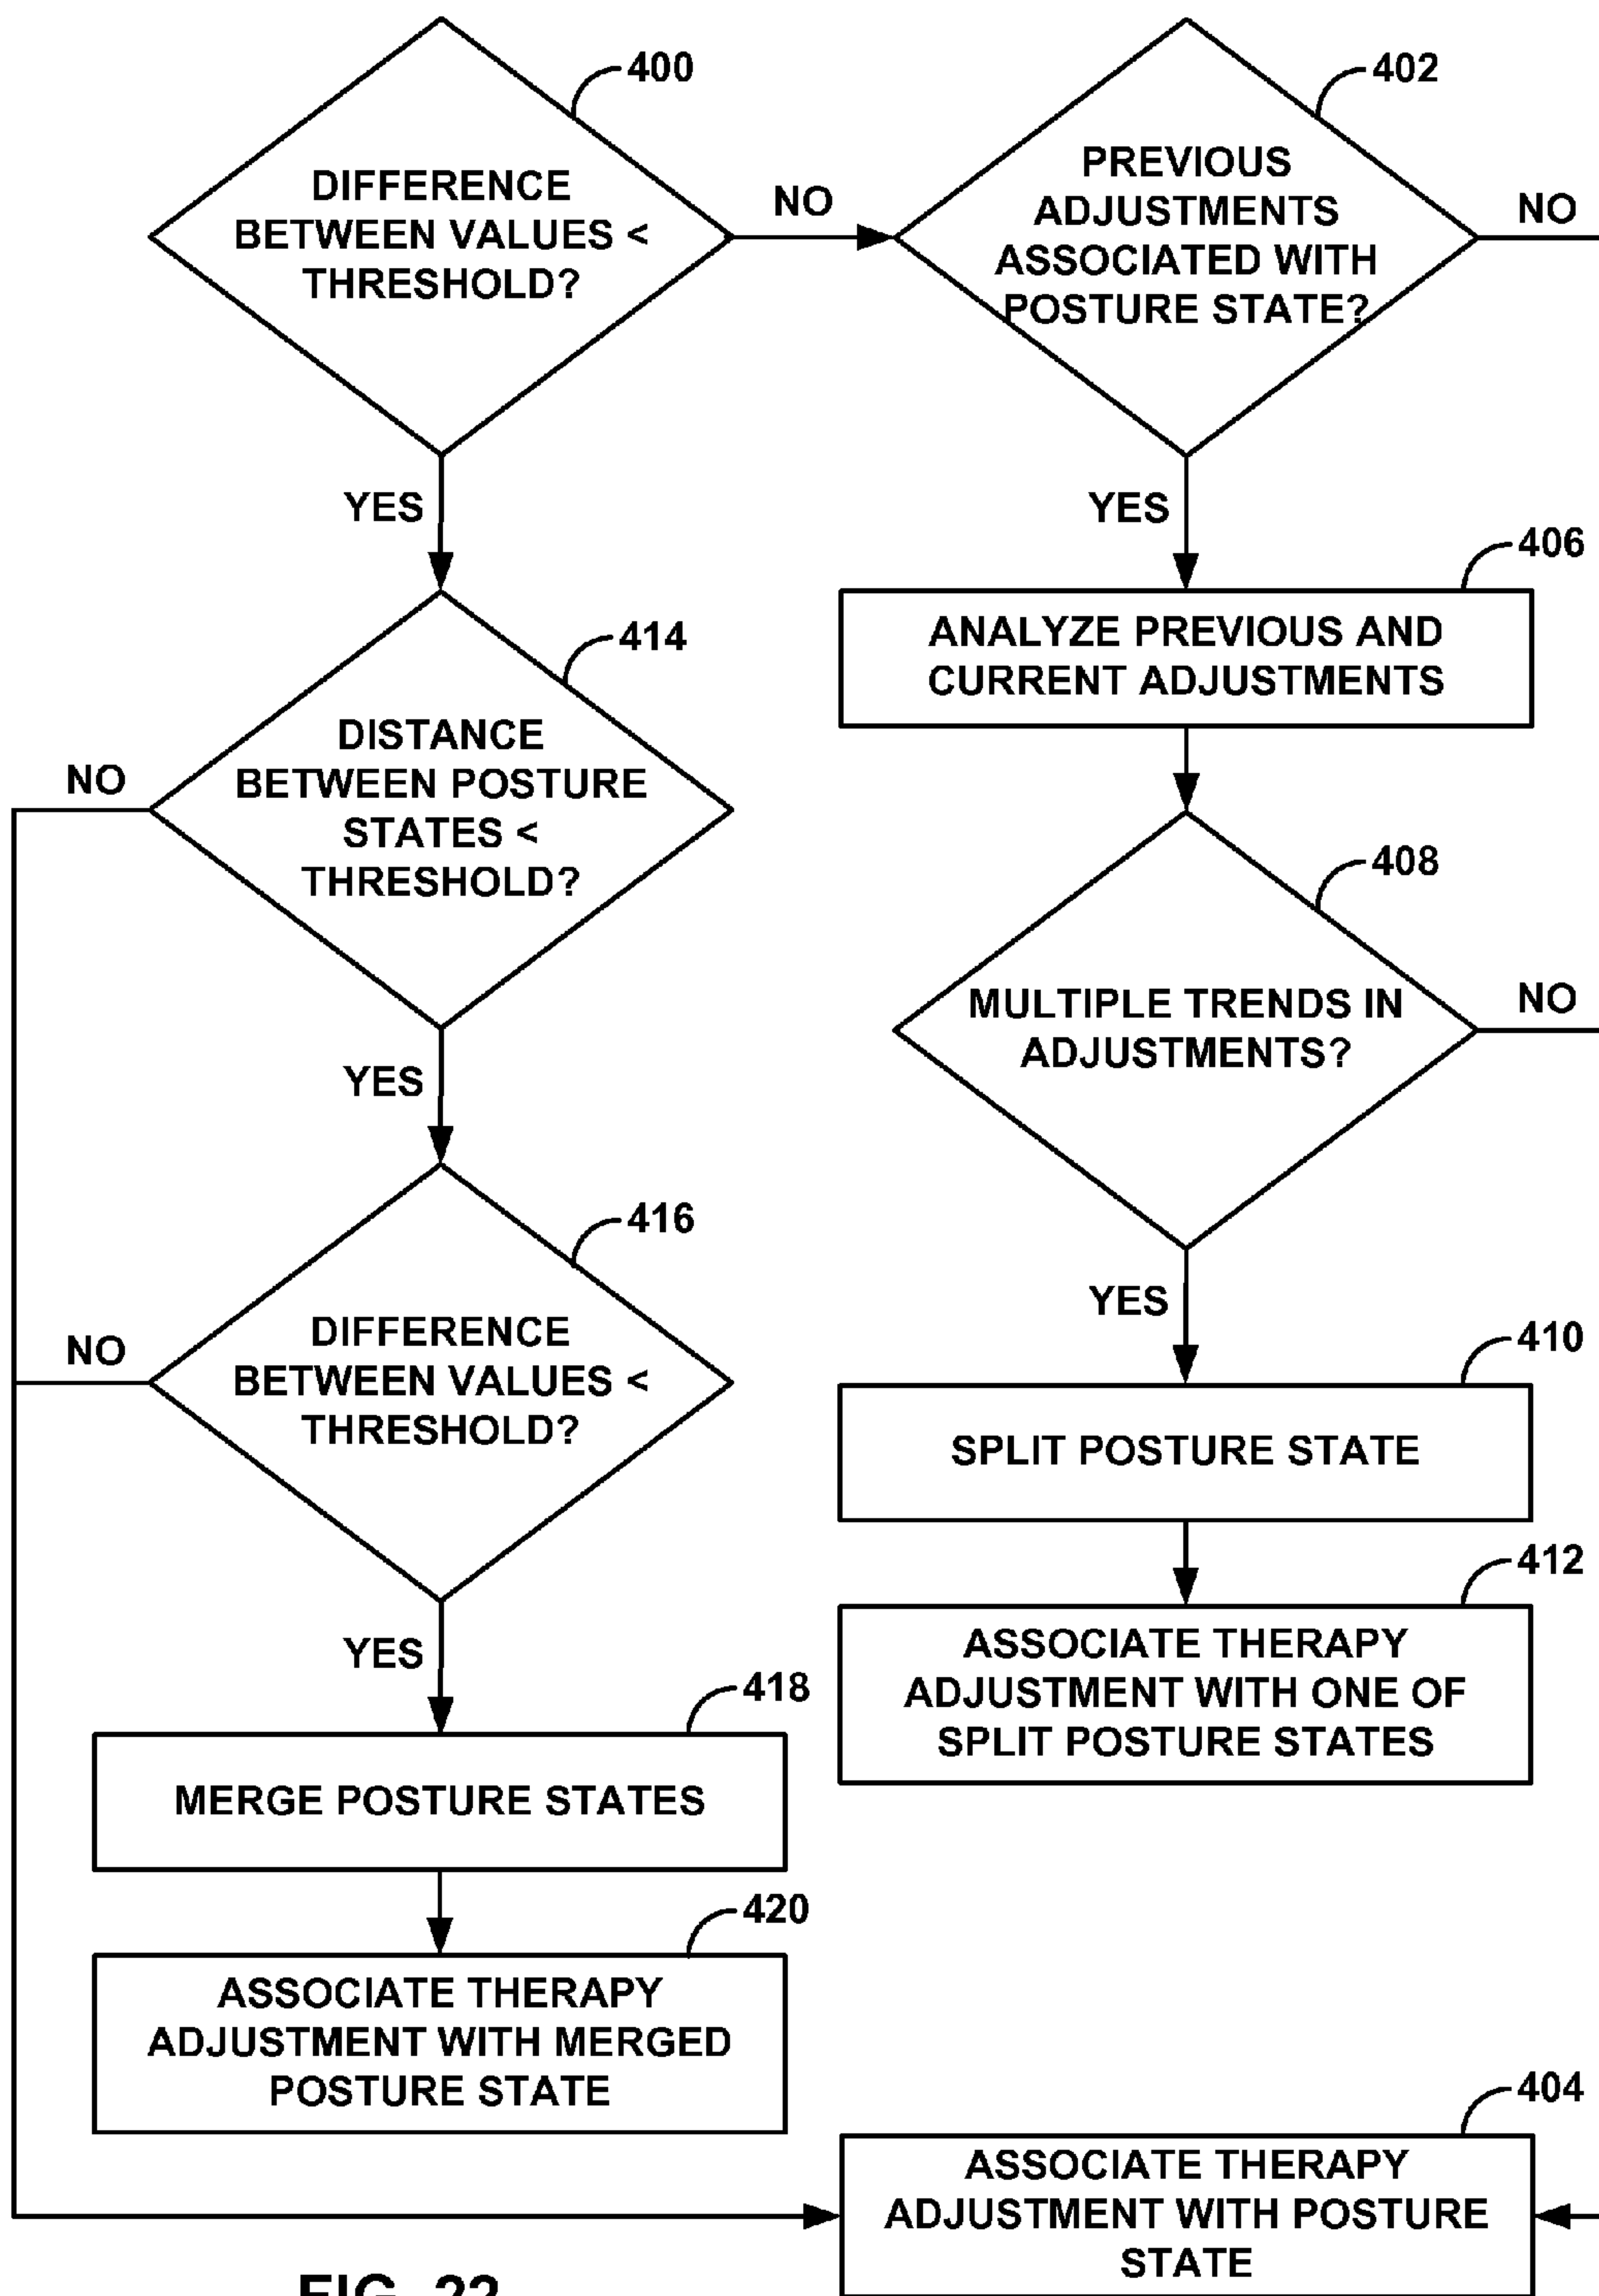 400
DIFFERENCE
BETWEEN VALUES <
THRESHOLD?
NO
402
PREVIOUS
ADJUSTMENTS
ASSOCIATED WITH
POSTURE STATE?
NO
YES
YES
406
ANALYZE PREVIOUS AND
CURRENT ADJUSTMENTS
414
DISTANCE
BETWEEN POSTURE
STATES <
THRESHOLD?
NO
YES
408
MULTIPLE TRENDS IN
ADJUSTMENTS?
NO
YES
416
DIFFERENCE
BETWEEN VALUES <
THRESHOLD?
NO
YES
410
SPLIT POSTURE STATE
412
ASSOCIATE THERAPY
ADJUSTMENT WITH ONE OF
SPLIT POSTURE STATES
418
MERGE POSTURE STATES
420
ASSOCIATE THERAPY
ADJUSTMENT WITH MERGED
POSTURE STATE
404
ASSOCIATE THERAPY
ADJUSTMENT WITH POSTURE
STATE
FIG. 22